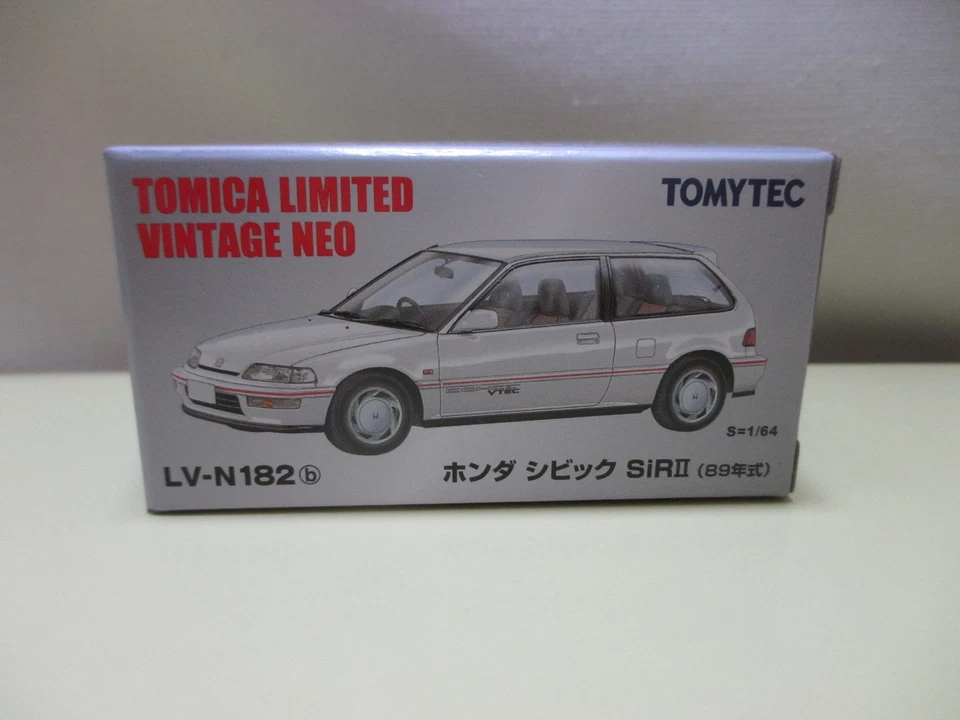 TOMICA LIMITED
VINTAGE NEO
TOMYTEC
VTEC
S=1/64
LV-N182ⓑ
ホンダ シビック SiRⅡ (89年式)